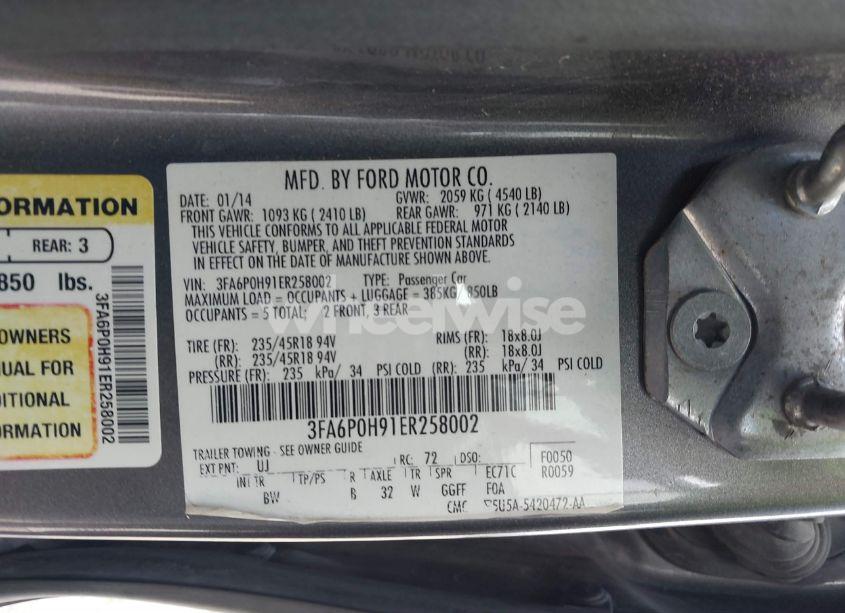 ORMATION
REAR: 3
850 lbs.
OWNERS
NUAL FOR
DITIONAL
FORMATION
3FA6P0H91ER258002
MFD. BY FORD MOTOR CO.
DATE: 01/14 GVWR: 2059 KG ( 4540 LB)
FRONT GAWR: 1093 KG ( 2410 LB) REAR GAWR: 971 KG ( 2140 LB)
THIS VEHICLE CONFORMS TO ALL APPLICABLE FEDERAL MOTOR
VEHICLE SAFETY, BUMPER, AND THEFT PREVENTION STANDARDS
IN EFFECT ON THE DATE OF MANUFACTURE SHOWN ABOVE.
VIN: 3FA6P0H91ER258002 TYPE: Passenger Car
MAXIMUM LOAD = OCCUPANTS + LUGGAGE = 385KG 850LB
OCCUPANTS = 5 TOTAL: 2 FRONT, 3 REAR
wheelwise
TIRE (FR): 235/45R18 94V RIMS (FR): 18x8.0J
(RR): 235/45R18 94V (RR): 18x8.0J
PRESSURE (FR): 235 kPa/ 34 PSI COLD (RR): 235 kPa/ 34 PSI COLD
3FA6P0H91ER258002
TRAILER TOWING - SEE OWNER GUIDE
EXT PNT: UJ RC: 72 DSO: F0050
R0059
INT TR TP/PS R AXLE TR SPR EC71C
BW B 32 W GGFF FOA
CMC 5U5A-5420472-AA